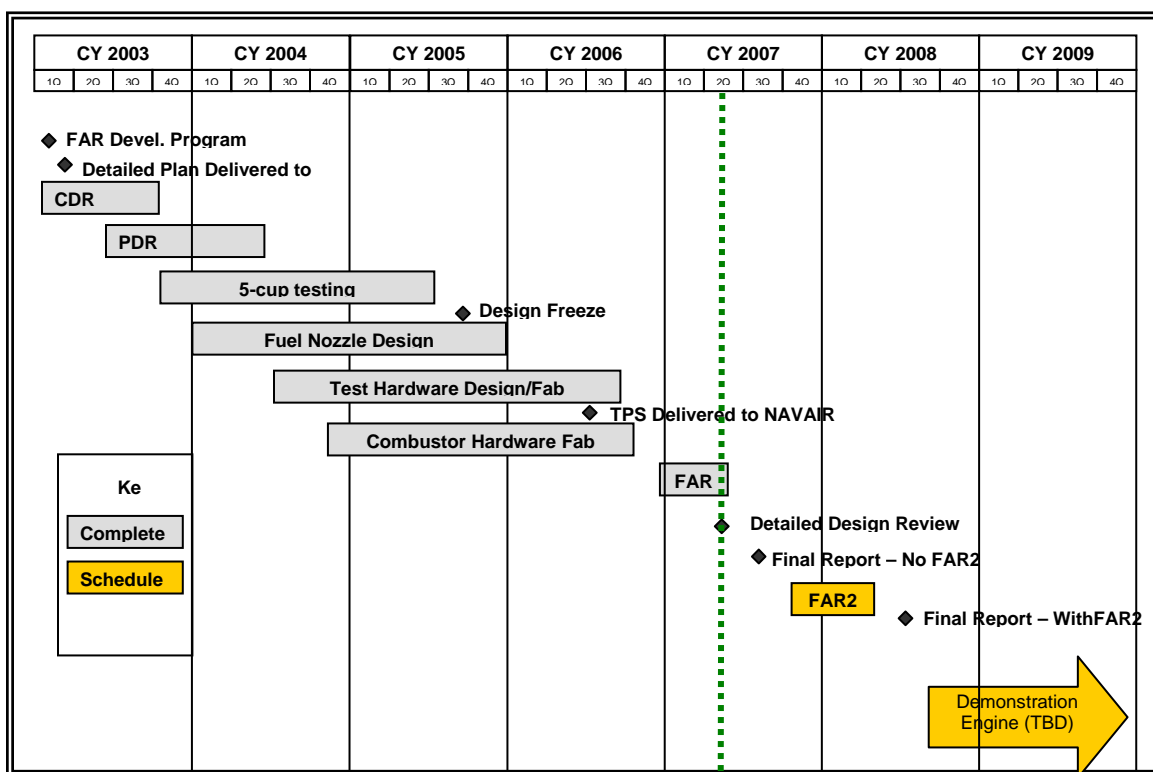 CY 2003 CY 2004 CY 2005 CY 2006 CY 2007 CY 2008 CY 2009
1Q 2Q 3Q 4Q 1Q 2Q 3Q 4Q 1Q 2Q 3Q 4Q 1Q 2Q 3Q 4Q 1Q 2Q 3Q 4Q 1Q 2Q 3Q 4Q 1Q 2Q 3Q 4Q
FAR Devel. Program
Detailed Plan Delivered to
CDR
PDR
5-cup testing
Design Freeze
Fuel Nozzle Design
Test Hardware Design/Fab
TPS Delivered to NAVAIR
Combustor Hardware Fab
FAR
Ke
Complete
Schedule
Detailed Design Review
Final Report – No FAR2
FAR2
Final Report – WithFAR2
Demonstration
Engine (TBD)